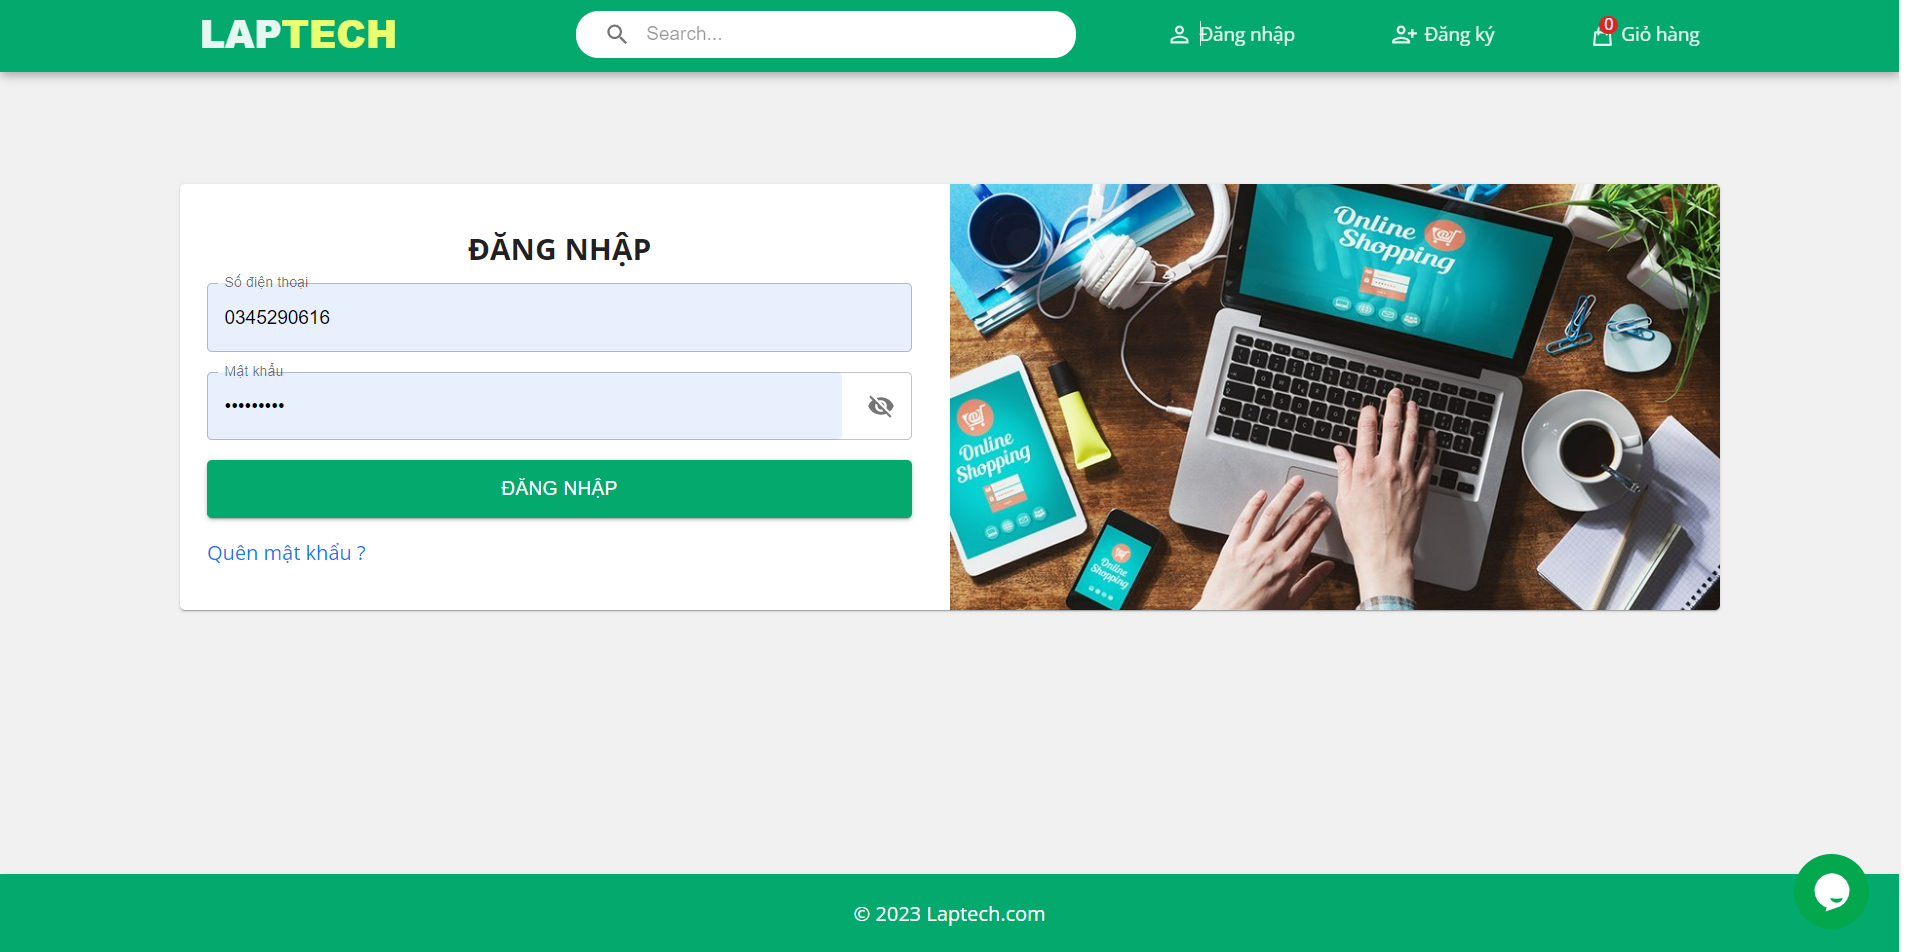 LAPTECH
Search...
Đăng nhập
Đăng ký
0
Giỏ hàng
ĐĂNG NHẬP
Số điện thoại
0345290616
Mật khẩu
•••••••••
ĐĂNG NHẬP
Quên mật khẩu ?
Online
Shopping
Online
Shopping
Online
Shopping
© 2023 Laptech.com